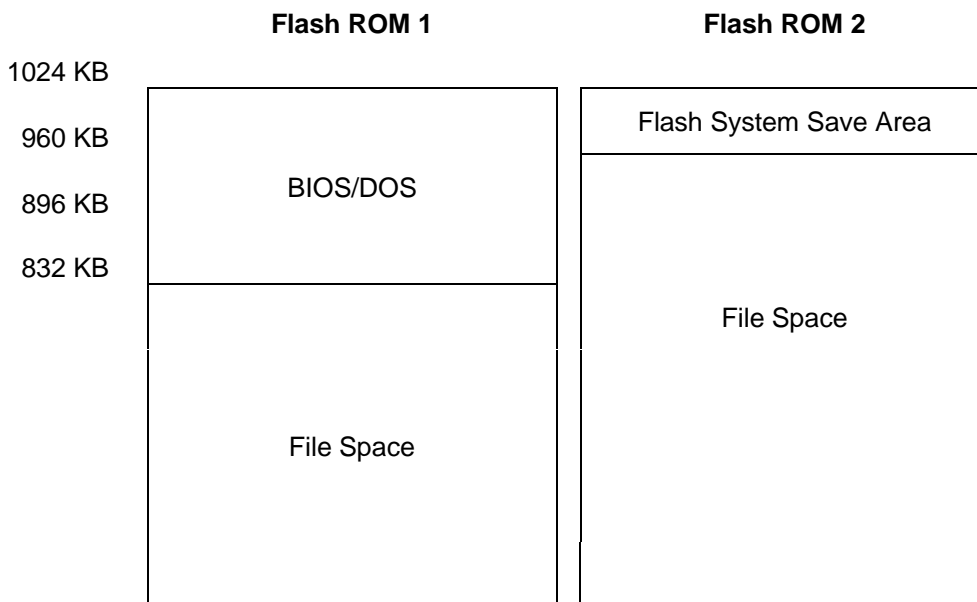 Flash ROM 1
Flash ROM 2
1024 KB
960 KB
896 KB
832 KB
BIOS/DOS
File Space
Flash System Save Area
File Space